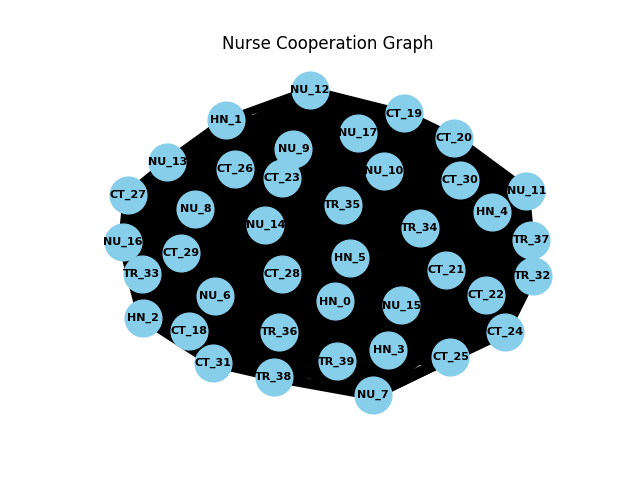 Nurse Cooperation Graph
NU_12
CT_19
HN_1
NU_17
CT_20
NU_9
NU_13
CT_26
NU_10
CT_23
CT_30
NU_11
CT_27
TR_35
NU_8
HN_4
NU_14
TR_34
TR_37
NU_16
CT_29
HN_5
CT_21
TR_33
CT_28
TR_32
CT_22
NU_6
HN_0
NU_15
HN_2
CT_18
TR_36
CT_24
HN_3
CT_25
TR_39
CT_31
TR_38
NU_7